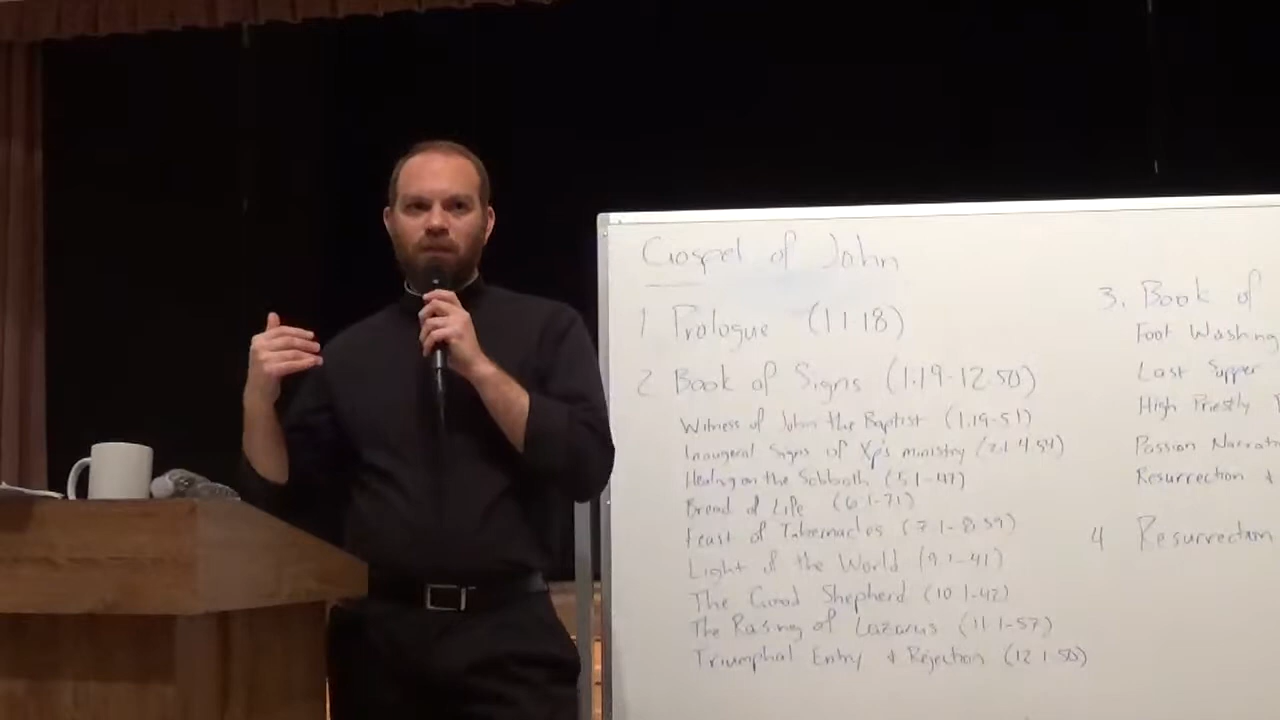 Gospel of John
1 Prologue (1.1-18)
2 Book of Signs (1.19-12.50)
Witness of John the Baptist (1.19-51)
Inaugural Signs of Xp's ministry (2.1-4.54)
Healing on the Sabbath (5.1-47)
Bread of Life (6.1-71)
Feast of Tabernacles (7.1-8.59)
Light of the World (9.1-41)
The Good Shepherd (10.1-42)
The Raising of Lazarus (11.1-57)
Triumphal Entry + Rejection (12.1-50)
3. Book of
Foot Washing
Last Supper
High Priestly
Passion
Resurrection +
4 Resurrection